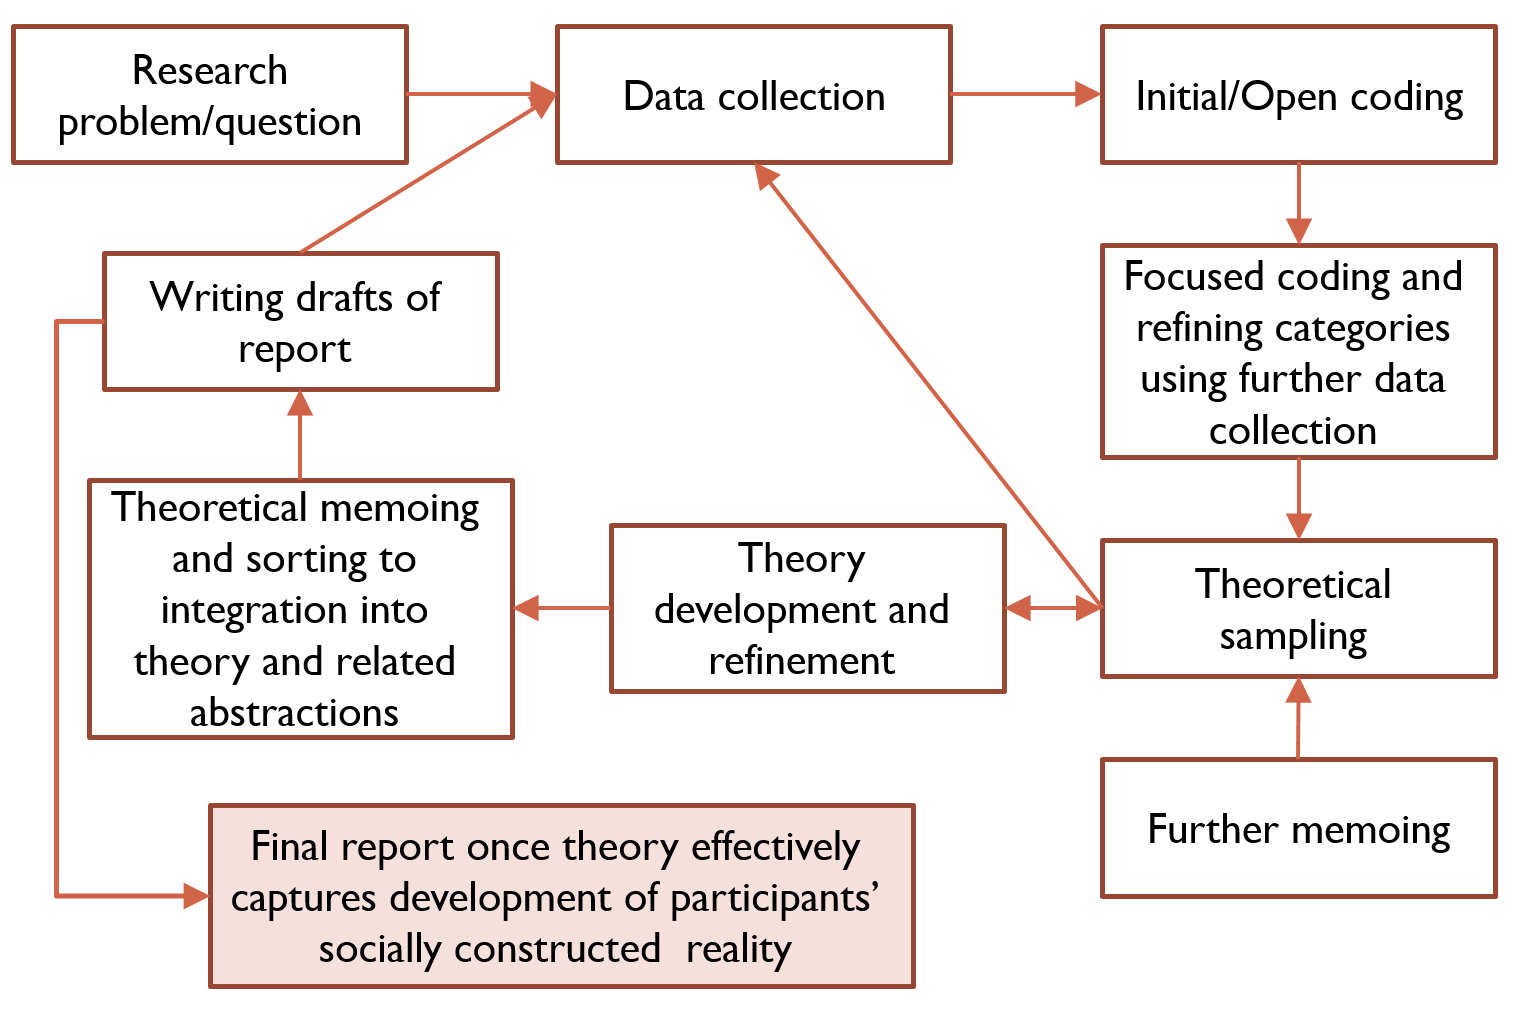 Research
problem/question
Data collection
Initial/Open coding
Writing drafts of
report
Focused coding and
refining categories
using further data
collection
Theoretical memoing
and sorting to
integration into
theory and related
abstractions
Theory
development and
refinement
Theoretical
sampling
Further memoing
Final report once theory effectively
captures development of participants’
socially constructed  reality